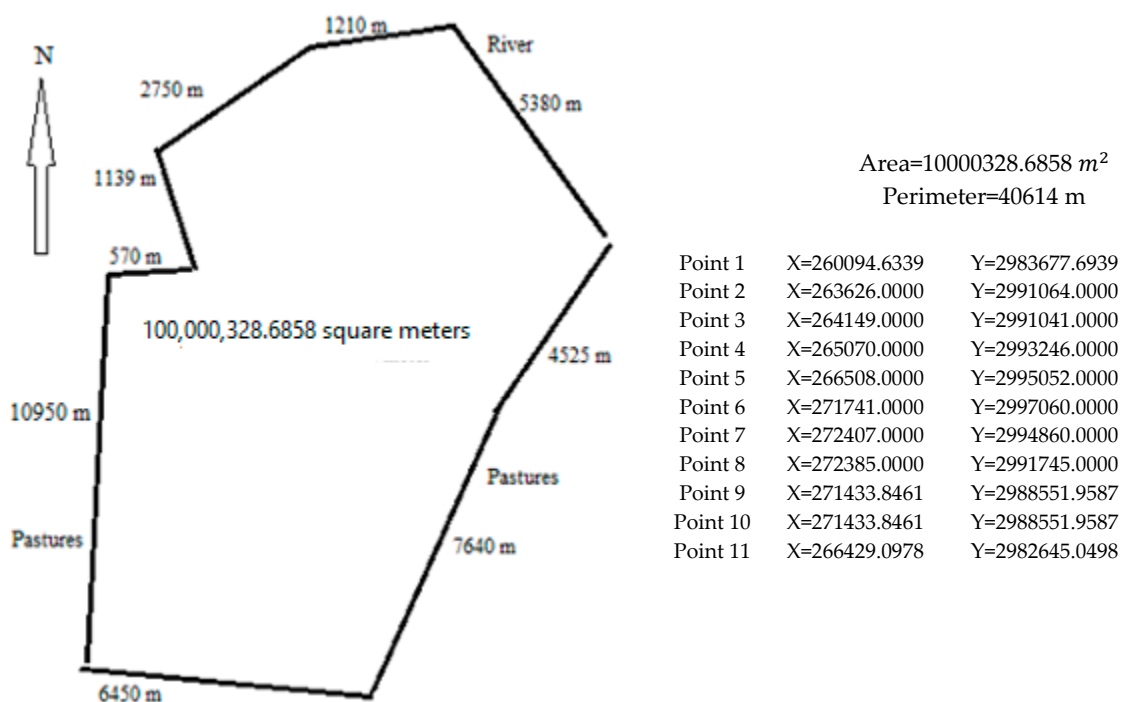 1210 m
River
N
2750 m
5380 m
1139 m
570 m
100,000,328.6858 square meters
4525 m
10950 m
Pastures
Pastures
7640 m
6450 m
Area=10000328.6858 m²
Perimeter=40614 m
Point 1 X=260094.6339 Y=2983677.6939
Point 2 X=263626.0000 Y=2991064.0000
Point 3 X=264149.0000 Y=2991041.0000
Point 4 X=265070.0000 Y=2993246.0000
Point 5 X=266508.0000 Y=2995052.0000
Point 6 X=271741.0000 Y=2997060.0000
Point 7 X=272407.0000 Y=2994860.0000
Point 8 X=272385.0000 Y=2991745.0000
Point 9 X=271433.8461 Y=2988551.9587
Point 10 X=271433.8461 Y=2988551.9587
Point 11 X=266429.0978 Y=2982645.0498